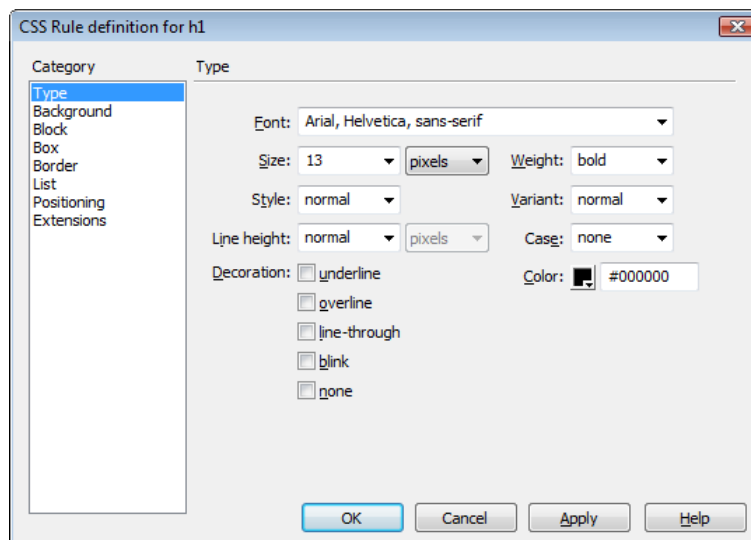 CSS Rule definition for h1
Category
Type
Type
Background
Block
Box
Border
List
Positioning
Extensions
Font: Arial, Helvetica, sans-serif
Size: 13 pixels Weight: bold
Style: normal Variant: normal
Line height: normal pixels Case: none
Decoration: underline Color: #000000
overline
line-through
blink
none
OK Cancel Apply Help